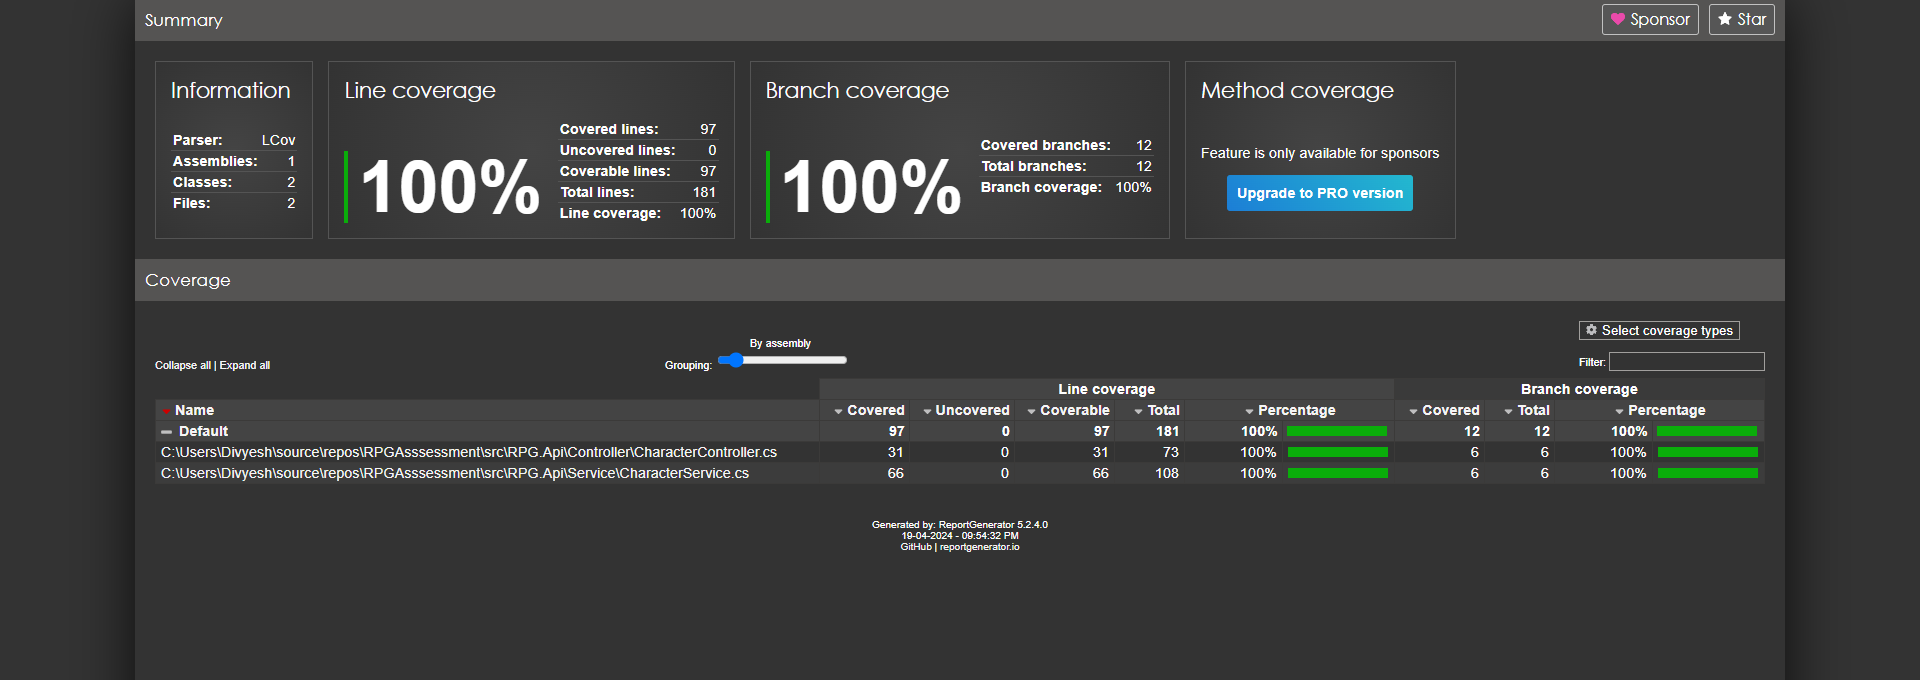 Summary
Sponsor
Star
Information
Parser: LCov
Assemblies: 1
Classes: 2
Files: 2
Line coverage
100%
Covered lines: 97
Uncovered lines: 0
Coverable lines: 97
Total lines: 181
Line coverage: 100%
Branch coverage
100%
Covered branches: 12
Total branches: 12
Branch coverage: 100%
Method coverage
Feature is only available for sponsors
Upgrade to PRO version
Coverage
Collapse all | Expand all
By assembly
Grouping:
Select coverage types
Filter:
Line coverage Branch coverage
Name Covered Uncovered Coverable Total Percentage Covered Total Percentage
Default 97 0 97 181 100% 12 12 100%
C:\Users\Divyesh\source\repos\RPGAsssessment\src\RPG.Api\Controller\CharacterController.cs 31 0 31 73 100% 6 6 100%
C:\Users\Divyesh\source\repos\RPGAsssessment\src\RPG.Api\Service\CharacterService.cs 66 0 66 108 100% 6 6 100%
Generated by: ReportGenerator 5.2.4.0
19-04-2024 - 09:54:32 PM
GitHub | reportgenerator.io